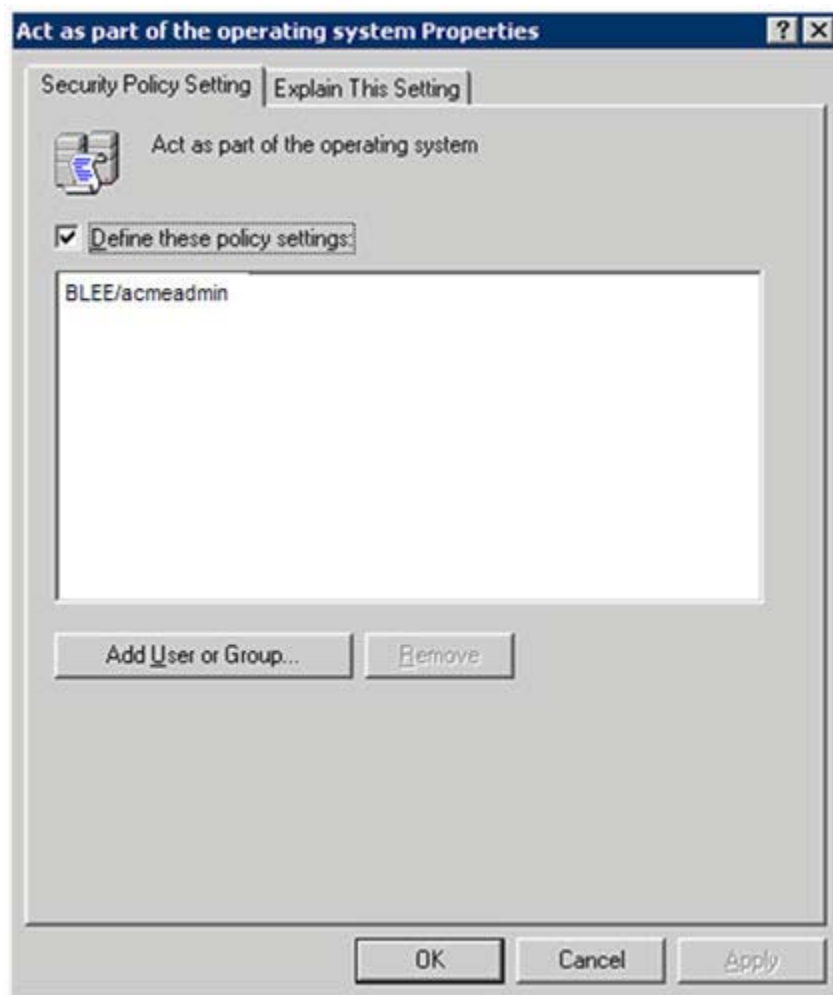 Act as part of the operating system Properties
Security Policy Setting
Explain This Setting
Act as part of the operating system
Define these policy settings:
BLEE/acmeadmin
Add User or Group...
Remove
OK
Cancel
Apply